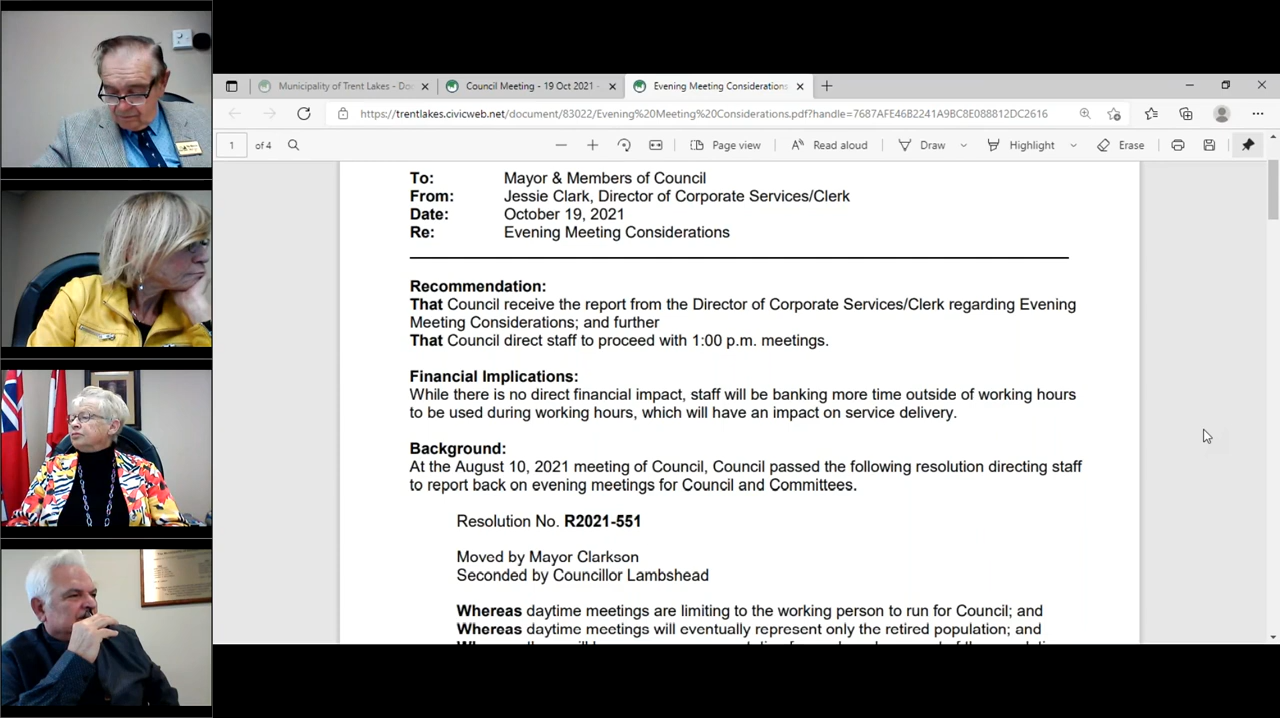 Municipality of Trent Lakes - Doc
Council Meeting - 19 Oct 2021 -
Evening Meeting Considerations
https://trentlakes.civicweb.net/document/83022/Evening%20Meeting%20Considerations.pdf?handle=7687AFE46B2241A9BC8E088812DC2616
1 of 4 Page view Read aloud Draw Highlight Erase
To: Mayor & Members of Council
From: Jessie Clark, Director of Corporate Services/Clerk
Date: October 19, 2021
Re: Evening Meeting Considerations
Recommendation:
That Council receive the report from the Director of Corporate Services/Clerk regarding Evening
Meeting Considerations; and further
That Council direct staff to proceed with 1:00 p.m. meetings.
Financial Implications:
While there is no direct financial impact, staff will be banking more time outside of working hours
to be used during working hours, which will have an impact on service delivery.
Background:
At the August 10, 2021 meeting of Council, Council passed the following resolution directing staff
to report back on evening meetings for Council and Committees.
Resolution No. R2021-551
Moved by Mayor Clarkson
Seconded by Councillor Lambshead
Whereas daytime meetings are limiting to the working person to run for Council; and
Whereas daytime meetings will eventually represent only the retired population; and